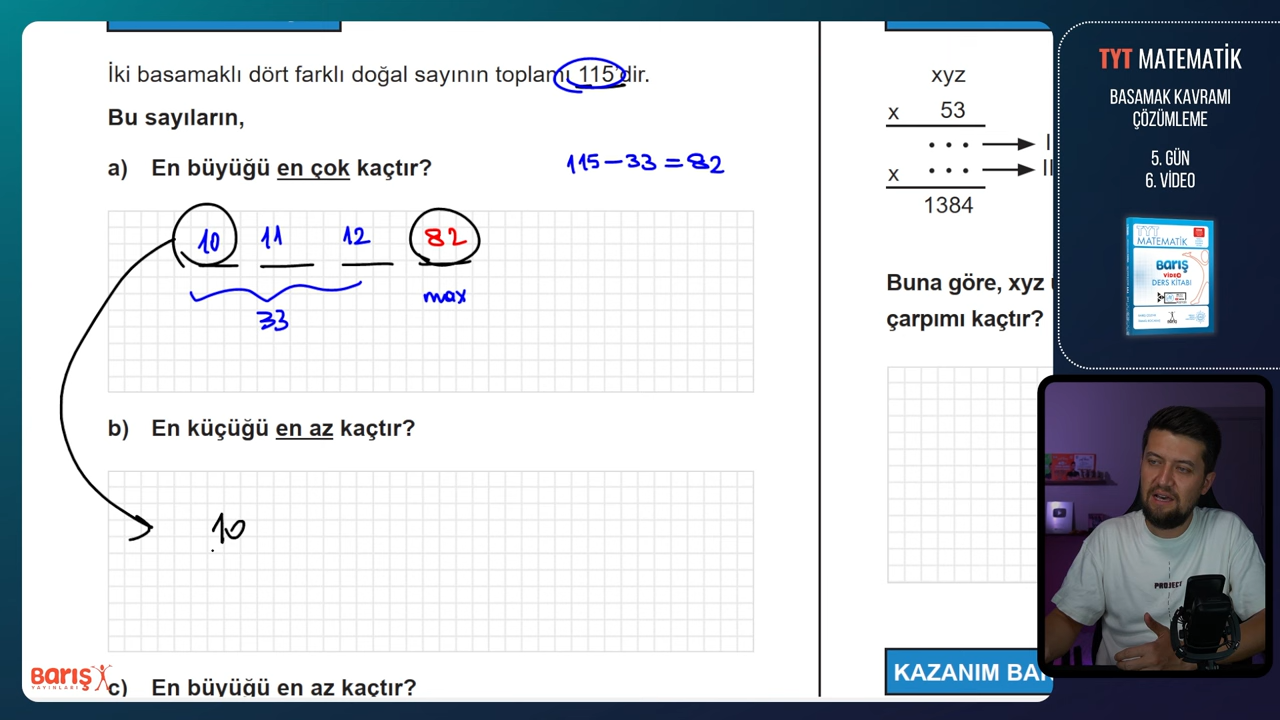 İki basamaklı dört farklı doğal sayının toplamı 115'dir.
Bu sayıların,
a) En büyüğü en çok kaçtır?
115-33=82
10 11 12 82
max
33
b) En küçüğü en az kaçtır?
10
c) En büyüğü en az kaçtır?
BARIŞ
YAYINLARI
xyz
x 53
... → I
x ... → II
1384
Buna göre, xyz
çarpımı kaçtır?
KAZANIM BA
TYT MATEMATİK
BASAMAK KAVRAMI
ÇÖZÜMLEME
5. GÜN
6. VİDEO
TYT
MATEMATİK
BARIŞ
VİDEO
DERS KİTABI
PROJECT